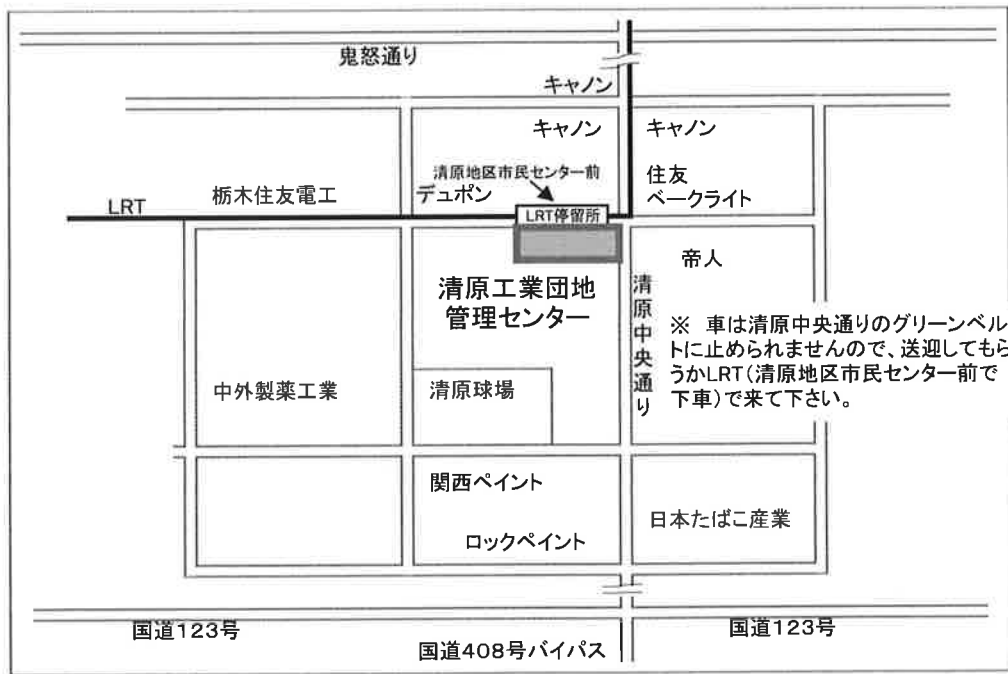 鬼怒通り
キャノン
キャノン
キャノン
清原地区市民センター前
住友
ベークライト
栃木住友電工
デュポン
LRT
LRT停留所
帝人
清原工業団地
管理センター
清原中央通り
※ 車は清原中央通りのグリーンベル
トに止められませんので、送迎してもら
うかLRT(清原地区市民センター前で
下車)で来て下さい。
中外製薬工業
清原球場
関西ペイント
日本たばこ産業
ロックペイント
国道123号
国道123号
国道408号バイパス